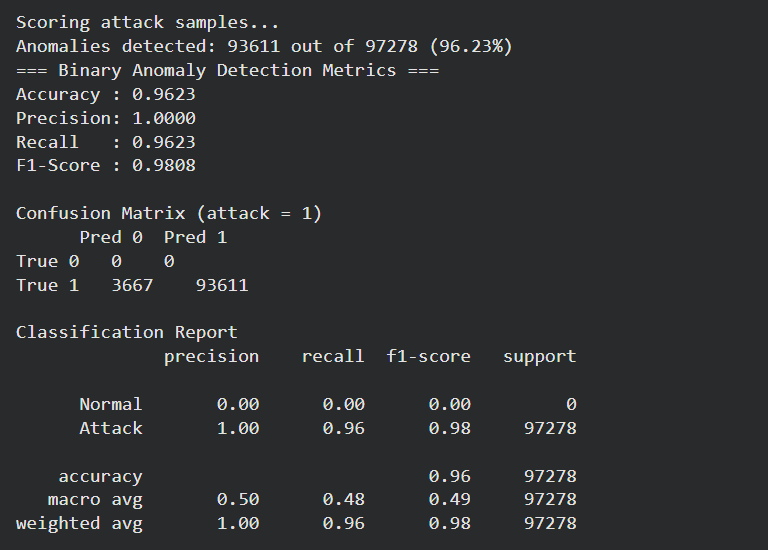 Scoring attack samples...
Anomalies detected: 93611 out of 97278 (96.23%)
=== Binary Anomaly Detection Metrics ===
Accuracy : 0.9623
Precision: 1.0000
Recall   : 0.9623
F1-Score : 0.9808

Confusion Matrix (attack = 1)
      Pred 0  Pred 1
True 0   0    0
True 1   3667    93611

Classification Report
              precision    recall  f1-score   support

      Normal       0.00      0.00      0.00         0
      Attack       1.00      0.96      0.98     97278

    accuracy                           0.96     97278
   macro avg       0.50      0.48      0.49     97278
weighted avg       1.00      0.96      0.98     97278